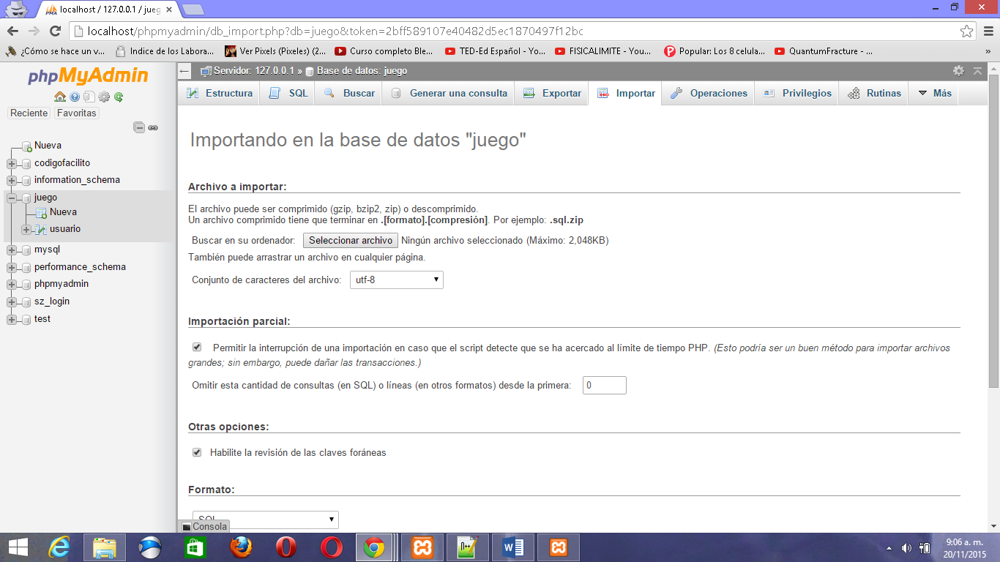 localhost / 127.0.0.1 / jueg
localhost/phpmyadmin/db_import.php?db=juego&token=2bff589107e40482d5ec1870497f12bc
¿Cómo se hace un v...
Indice de los Labora...
Ver Pixels (Pixeles) (2...
Curso completo Ble...
TED-Ed Español - Yo...
FISICALIMITE - You...
Popular: Los 8 celula...
QuantumFracture - ...
»
phpMyAdmin
Reciente
Favoritas
Nueva
codigofacilito
information_schema
juego
Nueva
usuario
mysql
performance_schema
phpmyadmin
sz_login
test
Servidor: 127.0.0.1 » Base de datos: juego
Estructura
SQL
Buscar
Generar una consulta
Exportar
Importar
Operaciones
Privilegios
Rutinas
Más
Importando en la base de datos "juego"
Archivo a importar:
El archivo puede ser comprimido (gzip, bzip2, zip) o descomprimido.
Un archivo comprimido tiene que terminar en .[formato].[compresión]. Por ejemplo: .sql.zip
Buscar en su ordenador: Seleccionar archivo Ningún archivo seleccionado (Máximo: 2,048KB)
También puede arrastrar un archivo en cualquier página.
Conjunto de caracteres del archivo: utf-8
Importación parcial:
Permitir la interrupción de una importación en caso que el script detecte que se ha acercado al límite de tiempo PHP. (Esto podría ser un buen método para importar archivos
grandes; sin embargo, puede dañar las transacciones.)
Omitir esta cantidad de consultas (en SQL) o líneas (en otros formatos) desde la primera: 0
Otras opciones:
Habilite la revisión de las claves foráneas
Formato:
SQL
Consola
9:06 a. m.
20/11/2015